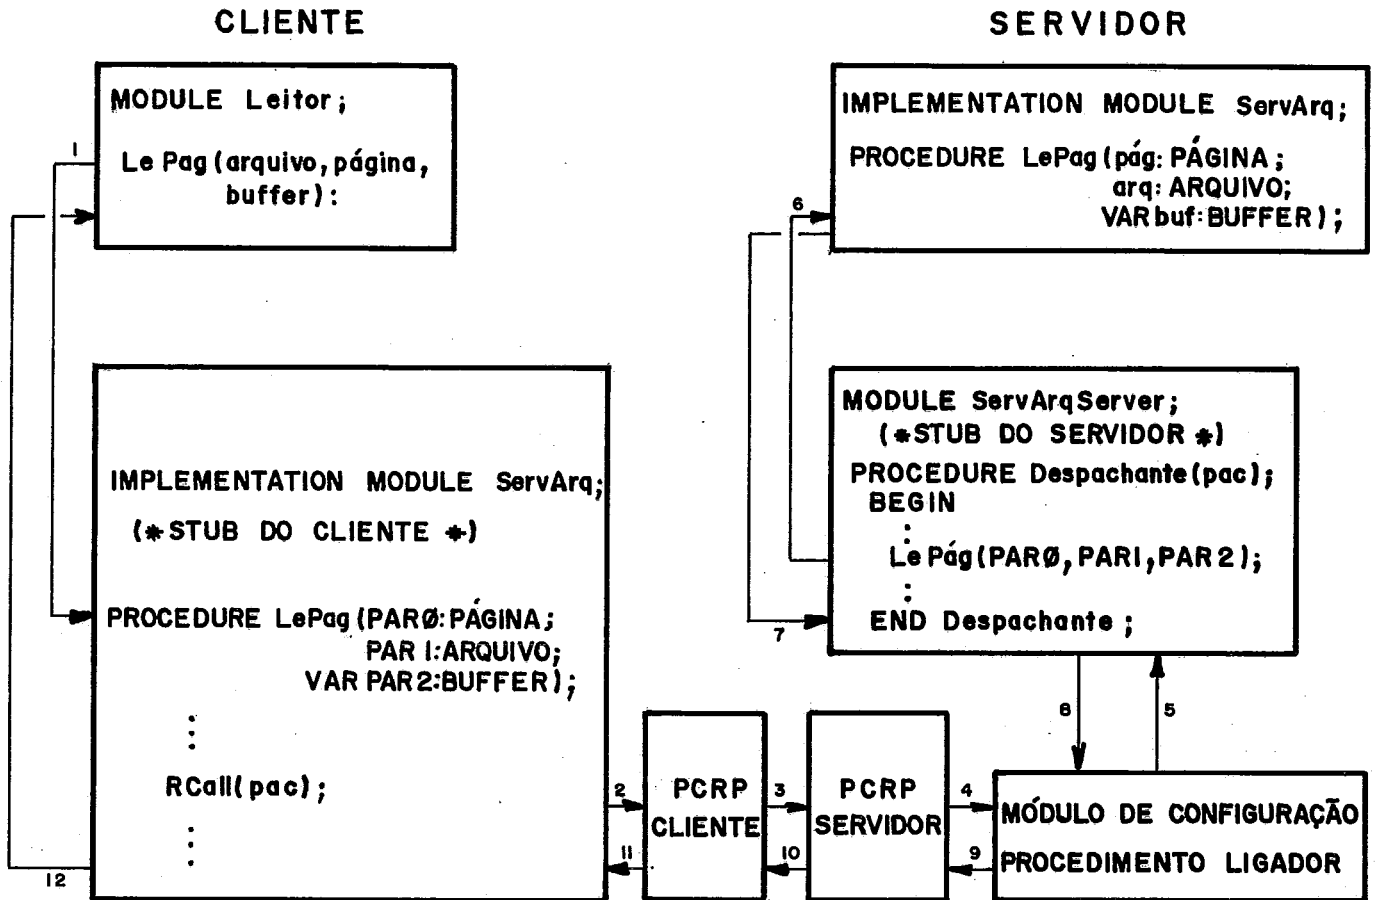 CLIENTE
MODULE Leitor;
Le Pag (arquivo, página,
buffer):
1
12
IMPLEMENTATION MODULE ServArq;
(*STUB DO CLIENTE *)
PROCEDURE LePag (PARØ: PÁGINA;
PAR 1: ARQUIVO;
VAR PAR2: BUFFER);
RCall(pac);
2
11
PCRP
CLIENTE
3
10
PCRP
SERVIDOR
4
9
SERVIDOR
IMPLEMENTATION MODULE ServArq;
PROCEDURE LePag (pág: PÁGINA;
arq: ARQUIVO;
VAR buf: BUFFER);
6
7
MODULE ServArqServer;
(*STUB DO SERVIDOR *)
PROCEDURE Despachante(pac);
BEGIN
:
Le Pág (PARØ, PAR1, PAR 2);
:
END Despachante;
8
5
MÓDULO DE CONFIGURAÇÃO
PROCEDIMENTO LIGADOR